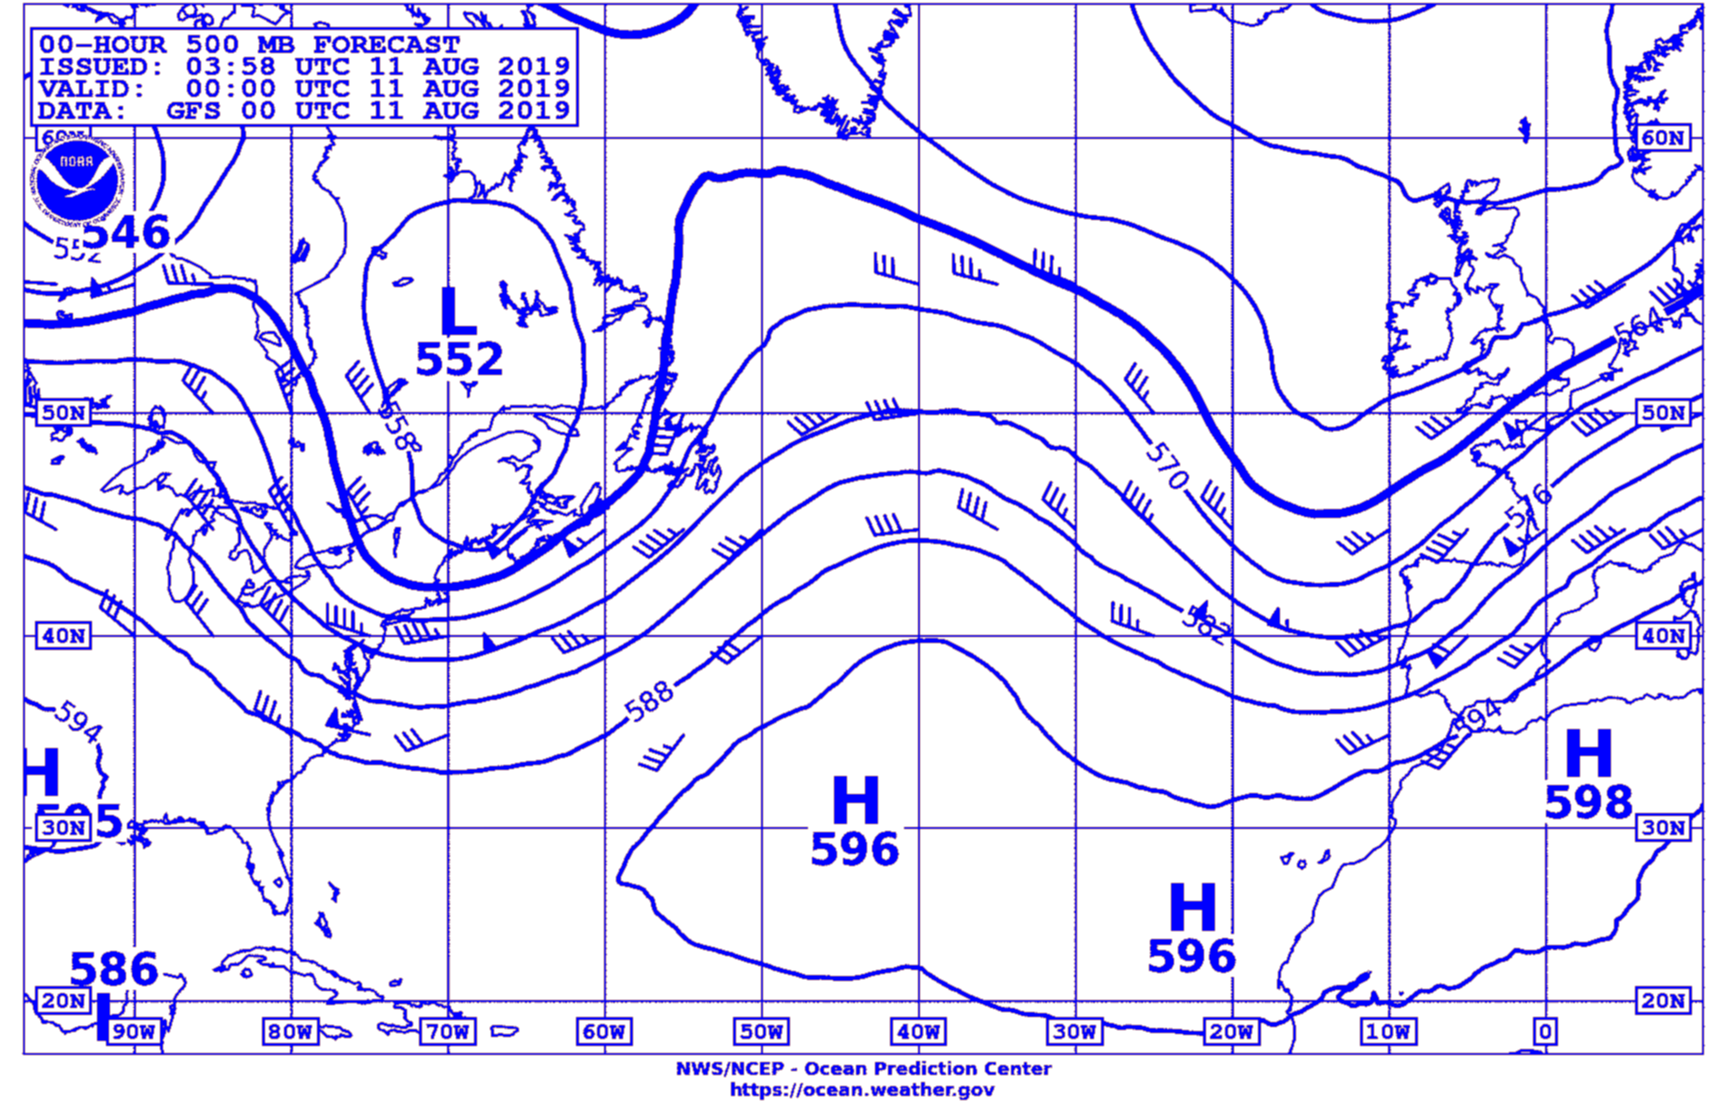 00-HOUR 500 MB FORECAST
ISSUED: 03:58 UTC 11 AUG 2019
VALID: 00:00 UTC 11 AUG 2019
DATA: GFS 00 UTC 11 AUG 2019
60N
NOAA
546
552
L
552
564
50N
50N
558
570
576
40N
40N
582
588
594
594
H
H
598
H
596
30N
30N
H
596
586
20N
20N
L
90W
80W
70W
60W
50W
40W
30W
20W
10W
0
NWS/NCEP - Ocean Prediction Center
https://ocean.weather.gov